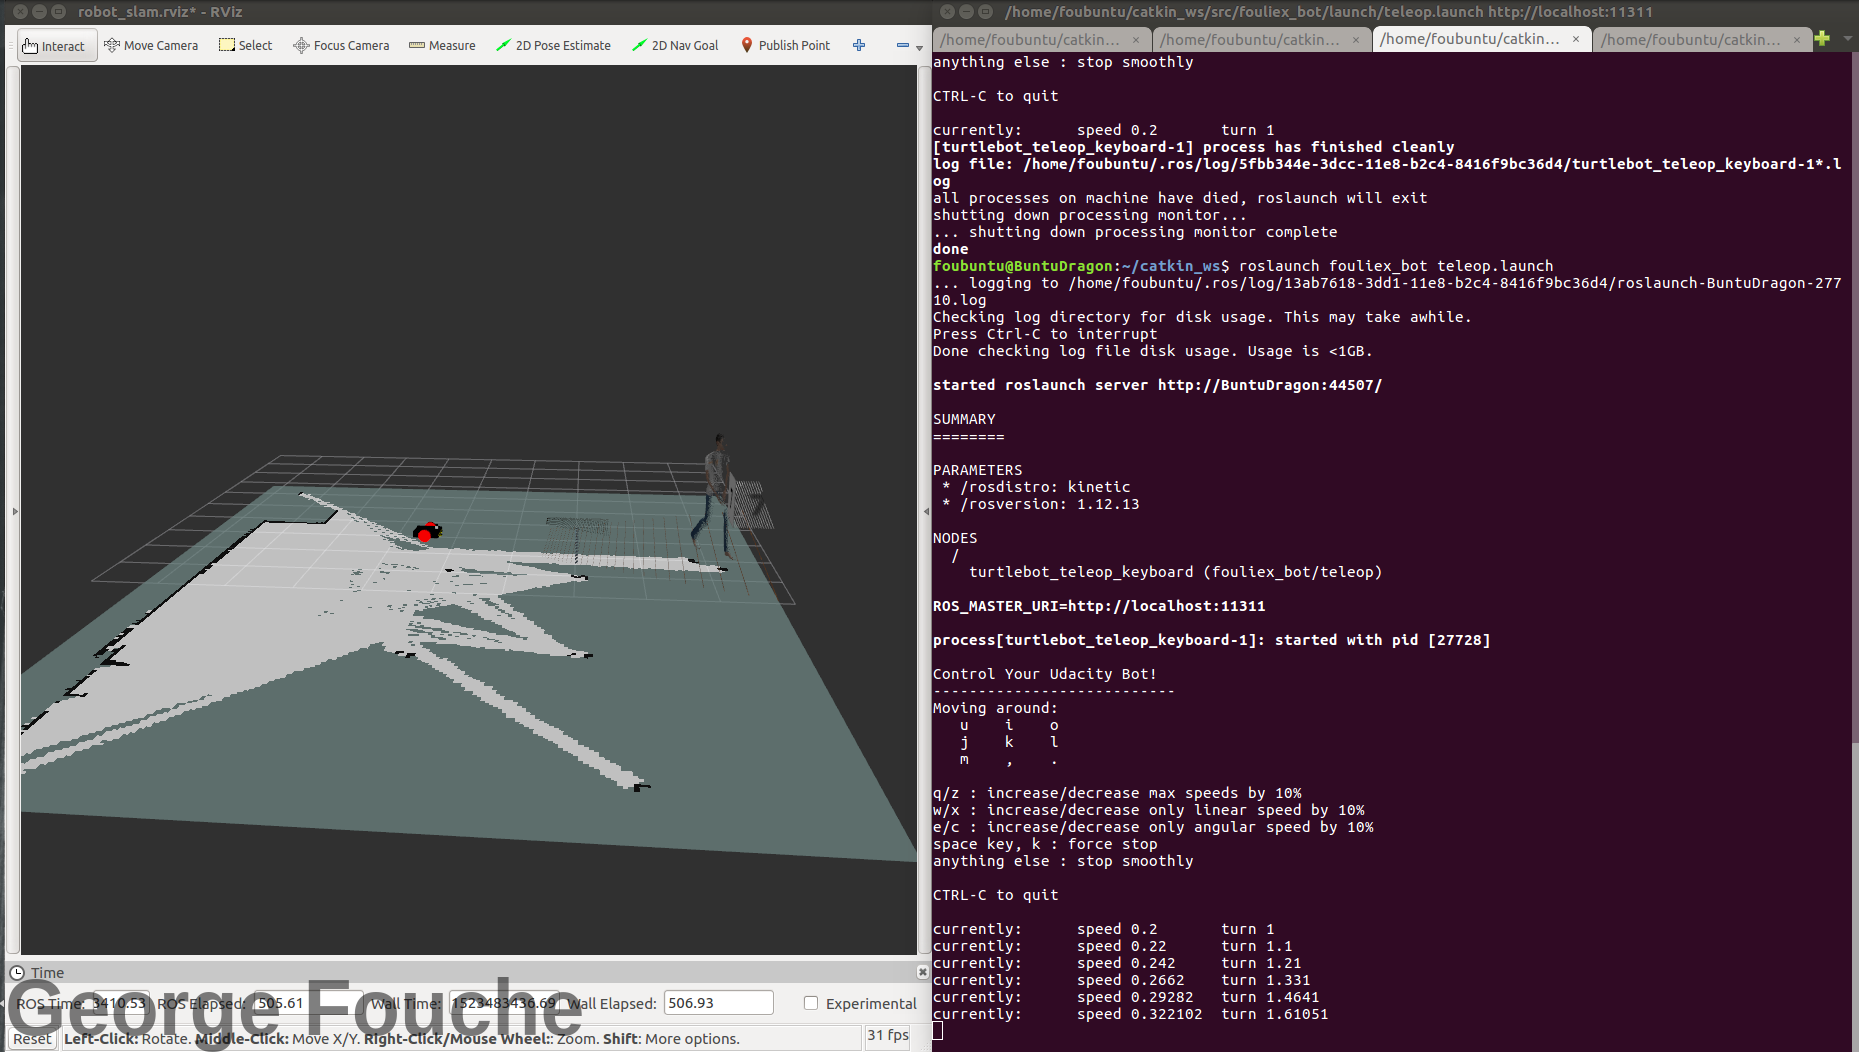 robot_slam.rviz* - RViz
Interact Move Camera Select Focus Camera Measure 2D Pose Estimate 2D Nav Goal Publish Point
Time
ROS Time: 3410.53 ROS Elapsed: 505.61 Wall Time: 1523483436.69 Wall Elapsed: 506.93 Experimental
George Fouche
Reset Left-Click: Rotate. Middle-Click: Move X/Y. Right-Click/Mouse Wheel:: Zoom. Shift: More options. 31 fps
/home/foubuntu/catkin_ws/src/fouliex_bot/launch/teleop.launch http://localhost:11311
/home/foubuntu/catkin... × /home/foubuntu/catkin... × /home/foubuntu/catkin... × /home/foubuntu/catkin... ×
anything else : stop smoothly
CTRL-C to quit
currently: speed 0.2 turn 1
[turtlebot_teleop_keyboard-1] process has finished cleanly
log file: /home/foubuntu/.ros/log/5fbb344e-3dcc-11e8-b2c4-8416f9bc36d4/turtlebot_teleop_keyboard-1*.l
og
all processes on machine have died, roslaunch will exit
shutting down processing monitor...
... shutting down processing monitor complete
done
foubuntu@BuntuDragon:~/catkin_ws$ roslaunch fouliex_bot teleop.launch
... logging to /home/foubuntu/.ros/log/13ab7618-3dd1-11e8-b2c4-8416f9bc36d4/roslaunch-BuntuDragon-277
10.log
Checking log directory for disk usage. This may take awhile.
Press Ctrl-C to interrupt
Done checking log file disk usage. Usage is <1GB.
started roslaunch server http://BuntuDragon:44507/
SUMMARY
========
PARAMETERS
* /rosdistro: kinetic
* /rosversion: 1.12.13
NODES
/
turtlebot_teleop_keyboard (fouliex_bot/teleop)
ROS_MASTER_URI=http://localhost:11311
process[turtlebot_teleop_keyboard-1]: started with pid [27728]
Control Your Udacity Bot!
---------------------------
Moving around:
u i o
j k l
m , .
q/z : increase/decrease max speeds by 10%
w/x : increase/decrease only linear speed by 10%
e/c : increase/decrease only angular speed by 10%
space key, k : force stop
anything else : stop smoothly
CTRL-C to quit
currently: speed 0.2 turn 1
currently: speed 0.22 turn 1.1
currently: speed 0.242 turn 1.21
currently: speed 0.2662 turn 1.331
currently: speed 0.29282 turn 1.4641
currently: speed 0.322102 turn 1.61051